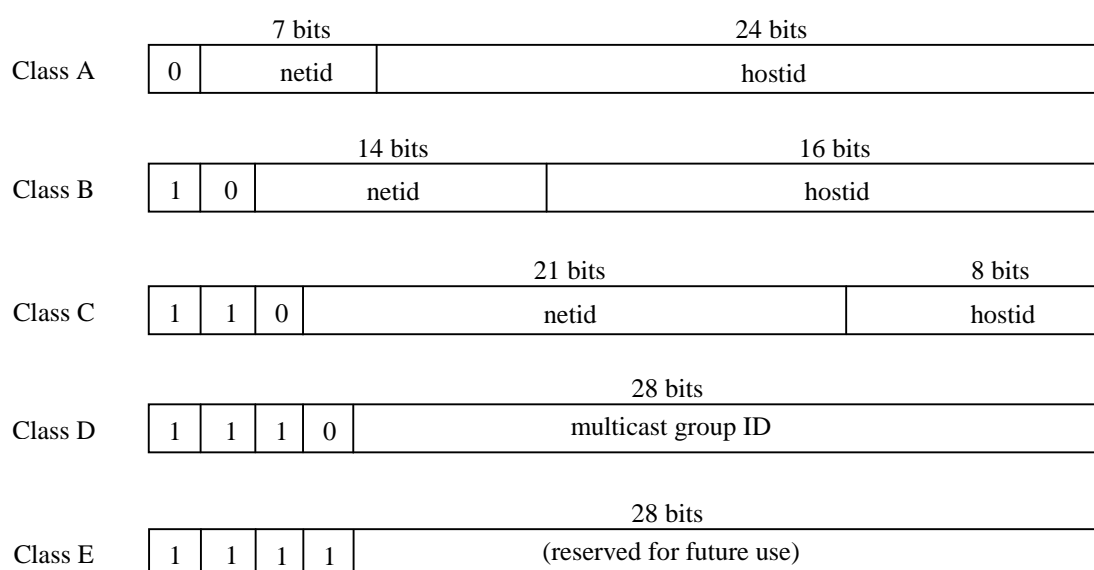 7 bits 24 bits
Class A 0 netid hostid
14 bits 16 bits
Class B 1 0 netid hostid
21 bits 8 bits
Class C 1 1 0 netid hostid
28 bits
Class D 1 1 1 0 multicast group ID
28 bits
Class E 1 1 1 1 (reserved for future use)